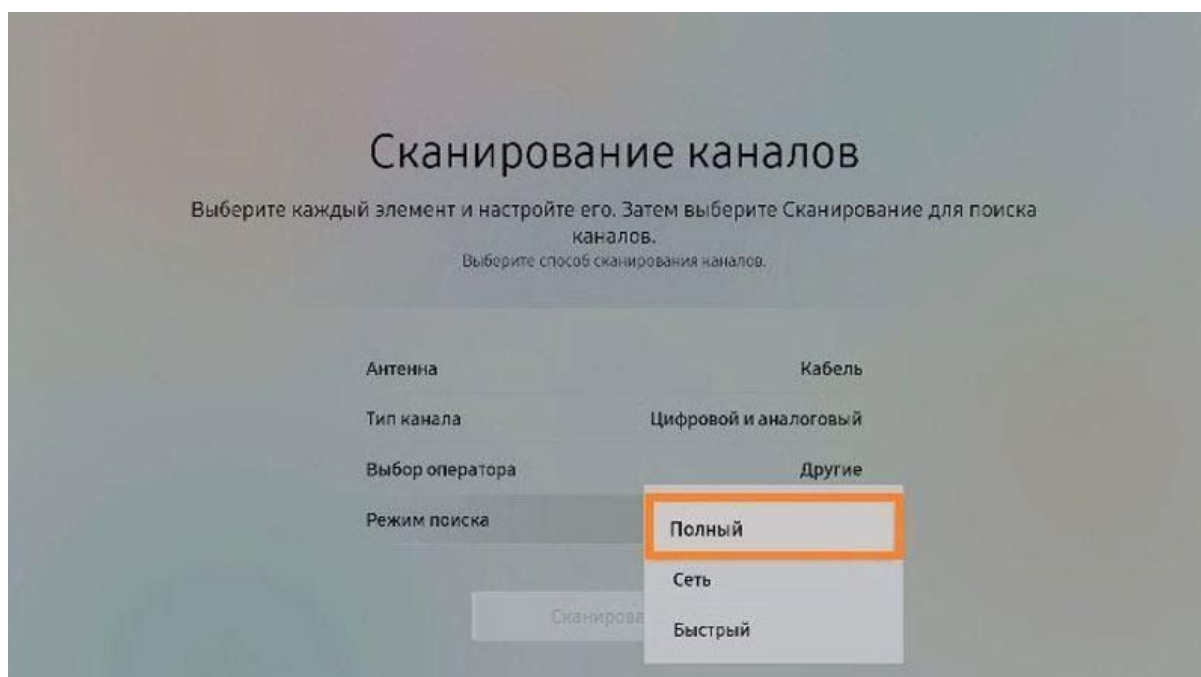 Сканирование каналов
Выберите каждый элемент и настройте его. Затем выберите Сканирование для поиска
каналов.
Выберите способ сканирования каналов.
Антенна Кабель
Тип канала Цифровой и аналоговый
Выбор оператора Другие
Режим поиска Полный
Сеть
Сканирова
Быстрый